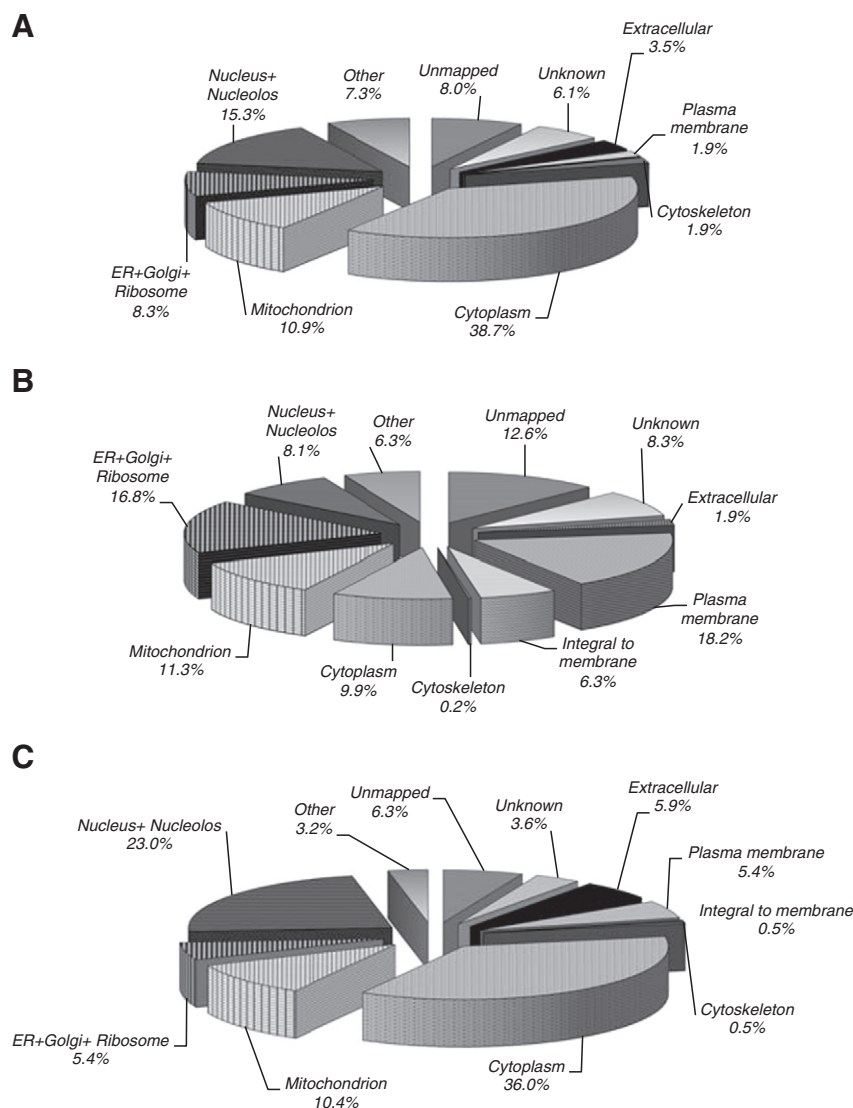 A
Extracellular
3.5%
Other
7.3%
Unmapped
8.0%
Unknown
6.1%
Nucleus+
Nucleolos
15.3%
Plasma
membrane
1.9%
Cytoskeleton
1.9%
ER+Golgi+
Ribosome
8.3%
Mitochondrion
10.9%
Cytoplasm
38.7%
B
Nucleus+
Nucleolos
8.1%
Other
6.3%
Unmapped
12.6%
Unknown
8.3%
ER+Golgi+
Ribosome
16.8%
Extracellular
1.9%
Plasma
membrane
18.2%
Mitochondrion
11.3%
Cytoplasm
9.9%
Cytoskeleton
0.2%
Integral to
membrane
6.3%
C
Nucleus+ Nucleolos
23.0%
Other
3.2%
Unmapped
6.3%
Unknown
3.6%
Extracellular
5.9%
Plasma membrane
5.4%
Integral to membrane
0.5%
Cytoskeleton
0.5%
ER+Golgi+ Ribosome
5.4%
Mitochondrion
10.4%
Cytoplasm
36.0%